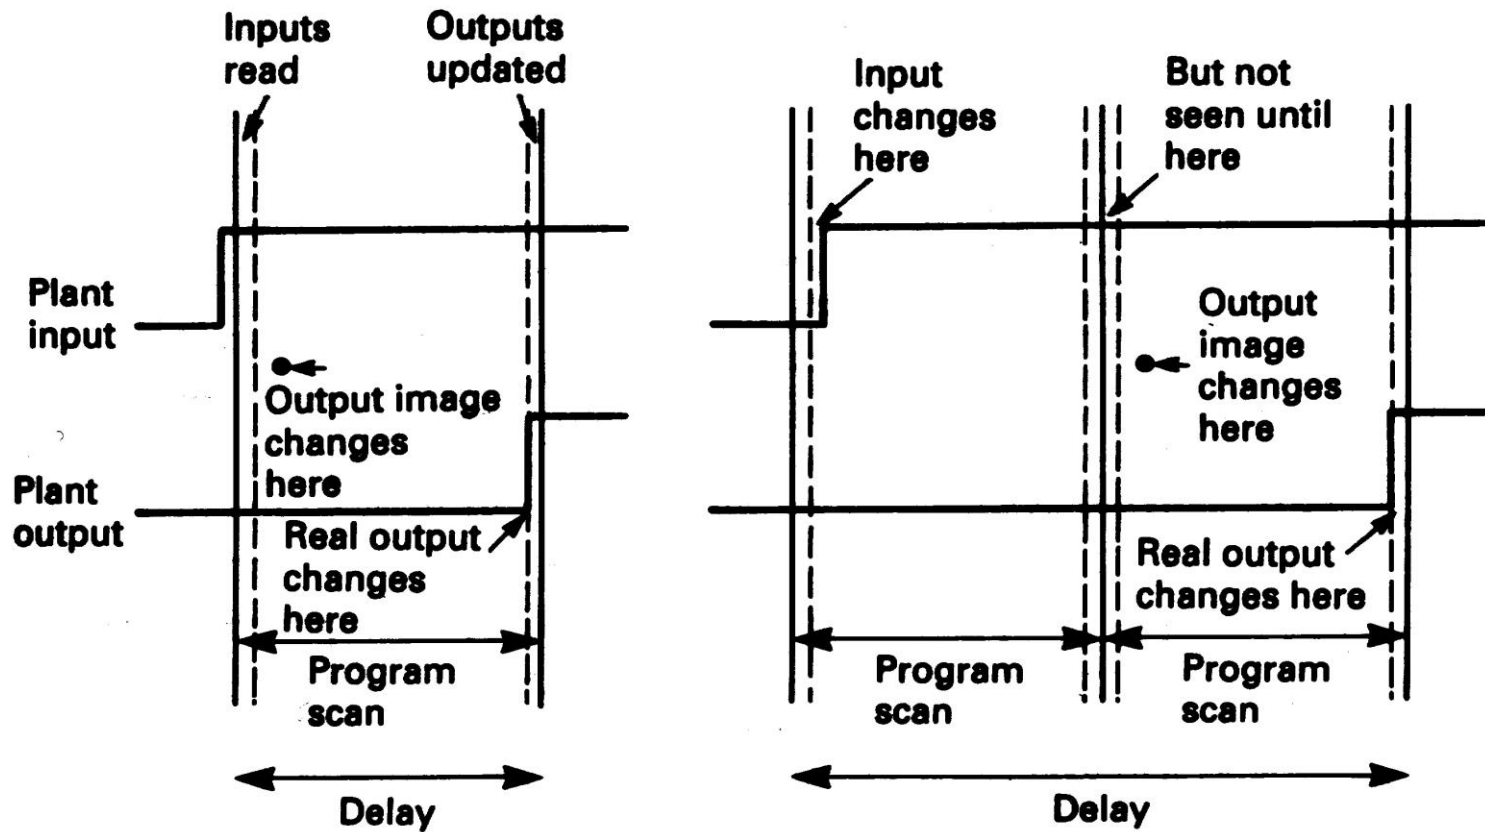 Inputs
read
Outputs
updated
Plant
input
Output image
changes
here
Plant
output
Real output
changes
here
Program
scan
Delay
Input
changes
here
But not
seen until
here
Output
image
changes
here
Real output
changes here
Program
scan
Program
scan
Delay